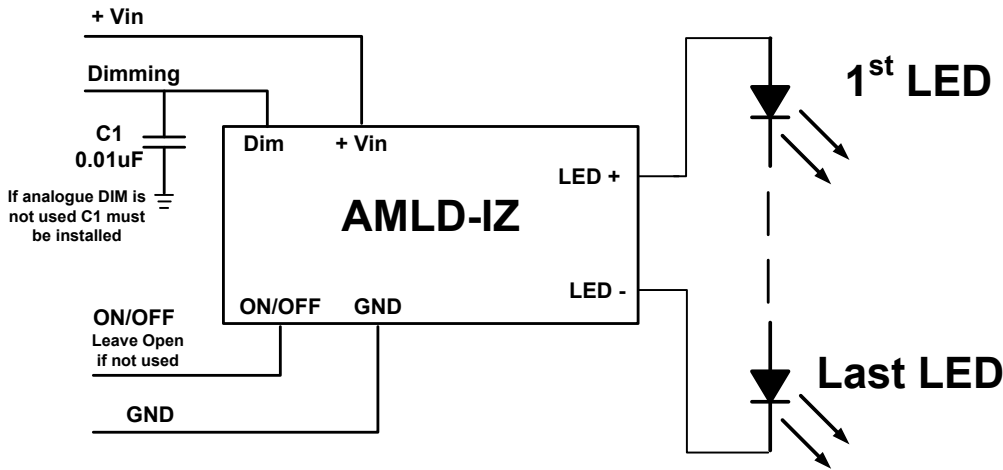 + Vin
Dimming
C1
0.01uF
If analogue DIM is
not used C1 must
be installed
Dim
+ Vin
LED +
AMLD-IZ
LED -
ON/OFF
GND
ON/OFF
Leave Open
if not used
GND
1st LED
Last LED